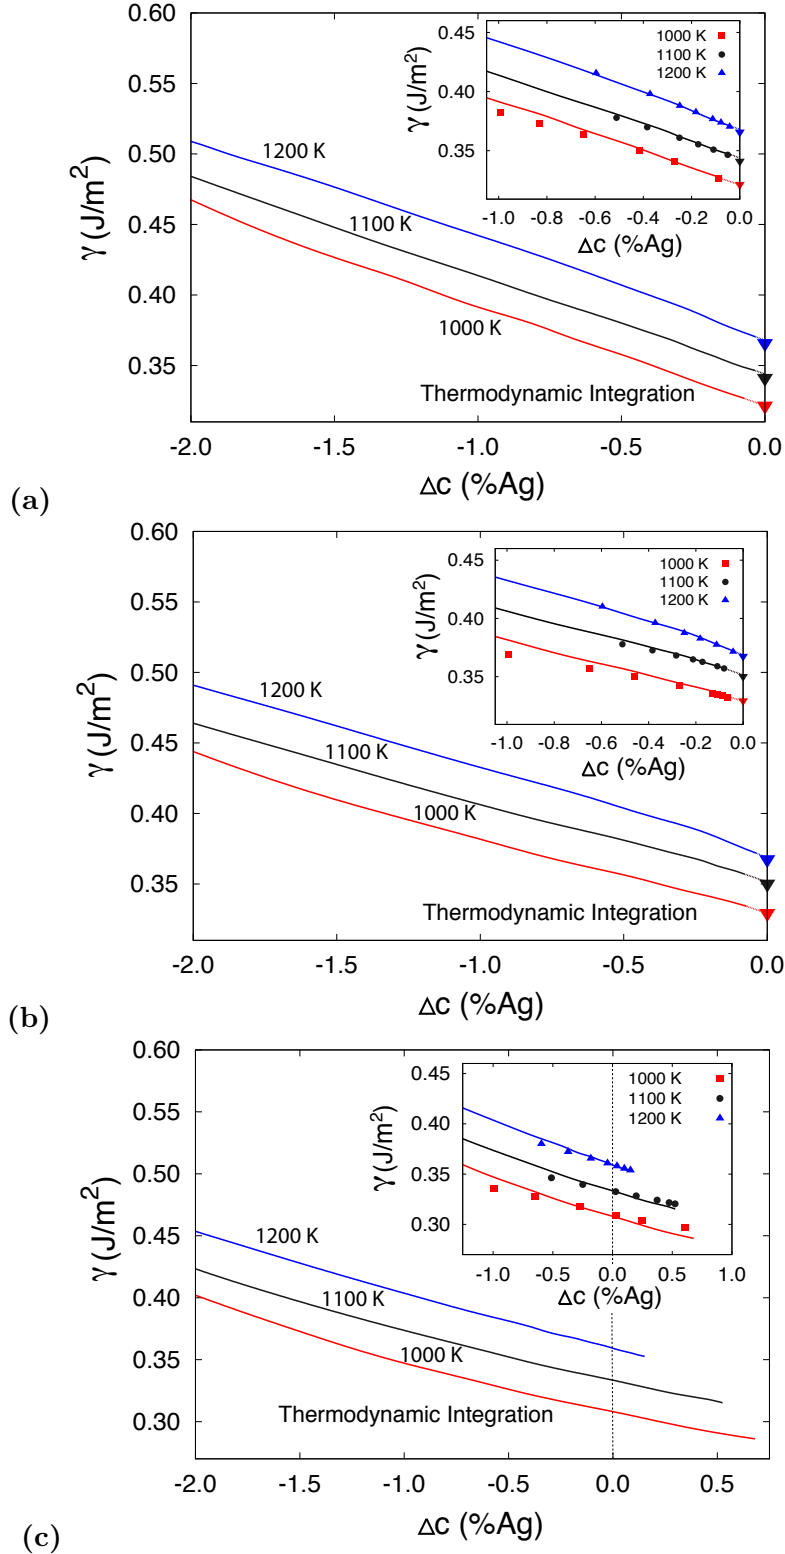 0.60
0.55
0.50
0.45
0.40
0.35
γ (J/m²)
1200 K
1100 K
1000 K
Thermodynamic Integration
-2.0 -1.5 -1.0 -0.5 0.0
Δc (%Ag)
0.45
0.40
0.35
γ (J/m²)
1000 K
1100 K
1200 K
-1.0 -0.8 -0.6 -0.4 -0.2 0.0
Δc (%Ag)
(a)
0.60
0.55
0.50
0.45
0.40
0.35
γ (J/m²)
1200 K
1100 K
1000 K
Thermodynamic Integration
-2.0 -1.5 -1.0 -0.5 0.0
Δc (%Ag)
0.45
0.40
0.35
γ (J/m²)
1000 K
1100 K
1200 K
-1.0 -0.8 -0.6 -0.4 -0.2 0.0
Δc (%Ag)
(b)
0.60
0.55
0.50
0.45
0.40
0.35
0.30
γ (J/m²)
1200 K
1100 K
1000 K
Thermodynamic Integration
-2.0 -1.5 -1.0 -0.5 0.0 0.5
Δc (%Ag)
0.45
0.40
0.35
0.30
γ (J/m²)
1000 K
1100 K
1200 K
-1.0 -0.5 0.0 0.5 1.0
Δc (%Ag)
(c)